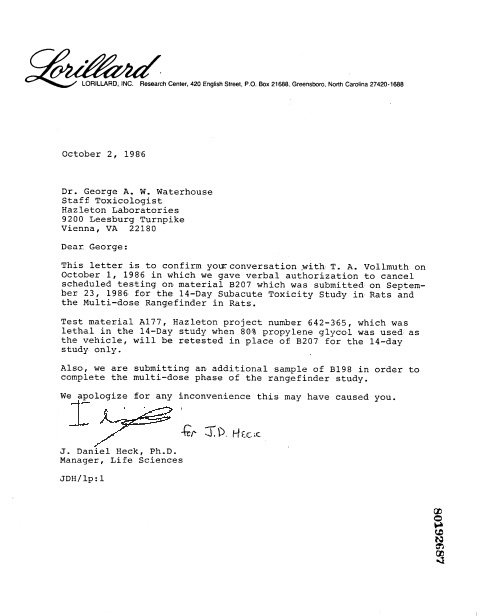 Lorillard
LORILLARD, INC. Research Center, 420 English Street, P.O. Box 21688, Greensboro, North Carolina 27420-1688
October 2, 1986
Dr. George A. W. Waterhouse
Staff Toxicologist
Hazleton Laboratories
9200 Leesburg Turnpike
Vienna, VA 22180
Dear George:
This letter is to confirm your conversation with T. A. Vollmuth on
October 1, 1986 in which we gave verbal authorization to cancel
scheduled testing on material B207 which was submitted on Septem-
ber 23, 1986 for the 14-Day Subacute Toxicity Study in Rats and
the Multi-dose Rangefinder in Rats.
Test material A177, Hazleton project number 642-365, which was
lethal in the 14-Day study when 80% propylene glycol was used as
the vehicle, will be retested in place of B207 for the 14-day
study only.
Also, we are submitting an additional sample of B198 in order to
complete the multi-dose phase of the rangefinder study.
We apologize for any inconvenience this may have caused you.
for J.D. Heck
J. Daniel Heck, Ph.D.
Manager, Life Sciences
JDH/lp:1
80192687